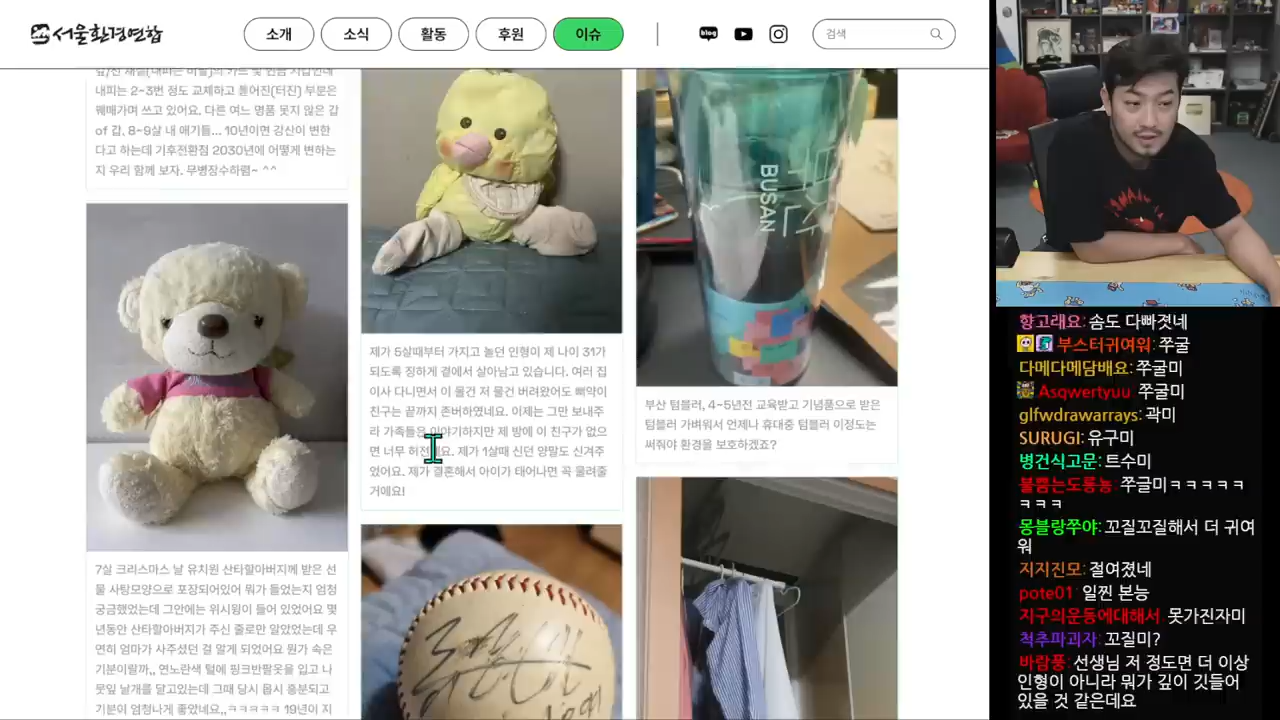 서울환경연합
소개
소식
활동
후원
이슈
blog
검색
내피는 2~3번 정도 교체하고 뜯어진(터진) 부분은
꿰매가며 쓰고 있어요. 다른 여느 명품 못지 않은 갑
of 갑, 8~9살 내 애기들... 10년이면 강산이 변한
다고 하는데 기후전환점 2030년에 어떻게 변하는
지 우리 함께 보자. 무병장수하렴~ ^^
7살 크리스마스 날 유치원 산타할아버지께 받은 선
물 사탕모양으로 포장되어있어 뭐가 들었는지 엄청
궁금했었는데 그안에는 위시윙이 들어 있었어요 몇
년동안 산타할아버지가 주신 줄로만 알았었는데 우
연히 엄마가 사주셨던 걸 알게 되었어요 뭔가 속은
기분이랄까,, 연노란색 털에 핑크반팔옷을 입고 나
뭇잎 날개를 달고있는데 그때 당시 몹시 흥분되고
기분이 엄청나게 좋았네요,,ㅋㅋㅋㅋㅋ 19년이
제가 5살때부터 가지고 놀던 인형이 제 나이 31가
되도록 징하게 곁에서 살아남고 있습니다. 여러 집
이사 다니면서 이 물건 저 물건 버려왔어도 삐약이
친구는 끝까지 존버하였네요. 이제는 그만 보내주
라 가족들은 이야기하지만 제 방에 이 친구가 없으
면 너무 허전해요. 제가 1살때 신던 양말도 신겨주
었어요. 제가 결혼해서 아이가 태어나면 꼭 물려줄
거에요!
BUSAN
부산
부산 텀블러, 4~5년전 교육받고 기념품으로 받은
텀블러 가벼워서 언제나 휴대중 텀블러 이정도는
써줘야 환경을 보호하겠죠?
향고래요: 솜도 다빠졋네
부스터귀여워: 쭈굴
다메다메담배요: 쭈굴미
Asqwertyuu 쭈굴미
glfwdrawarrays: 곽미
SURUGI: 유구미
병건식고문: 트수미
불뿜는도롱뇽: 쭈글미ㅋㅋㅋㅋㅋ
ㅋㅋㅋ
몽블랑쭈야: 꼬질꼬질해서 더 귀여
워
지지진모: 절여졌네
pote01: 일찐 본능
지구의운동에대해서: 못가진자미
척추파괴자: 꼬질미?
바람풍: 선생님 저 정도면 더 이상
인형이 아니라 뭐가 깊이 깃들어
있을 것 같은데요